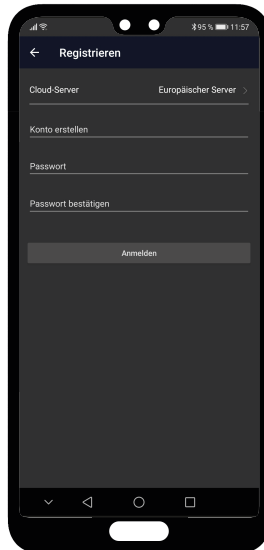 95 % 11:57
Registrieren
Cloud-Server Europäischer Server
Konto erstellen
Passwort
Passwort bestätigen
Anmelden